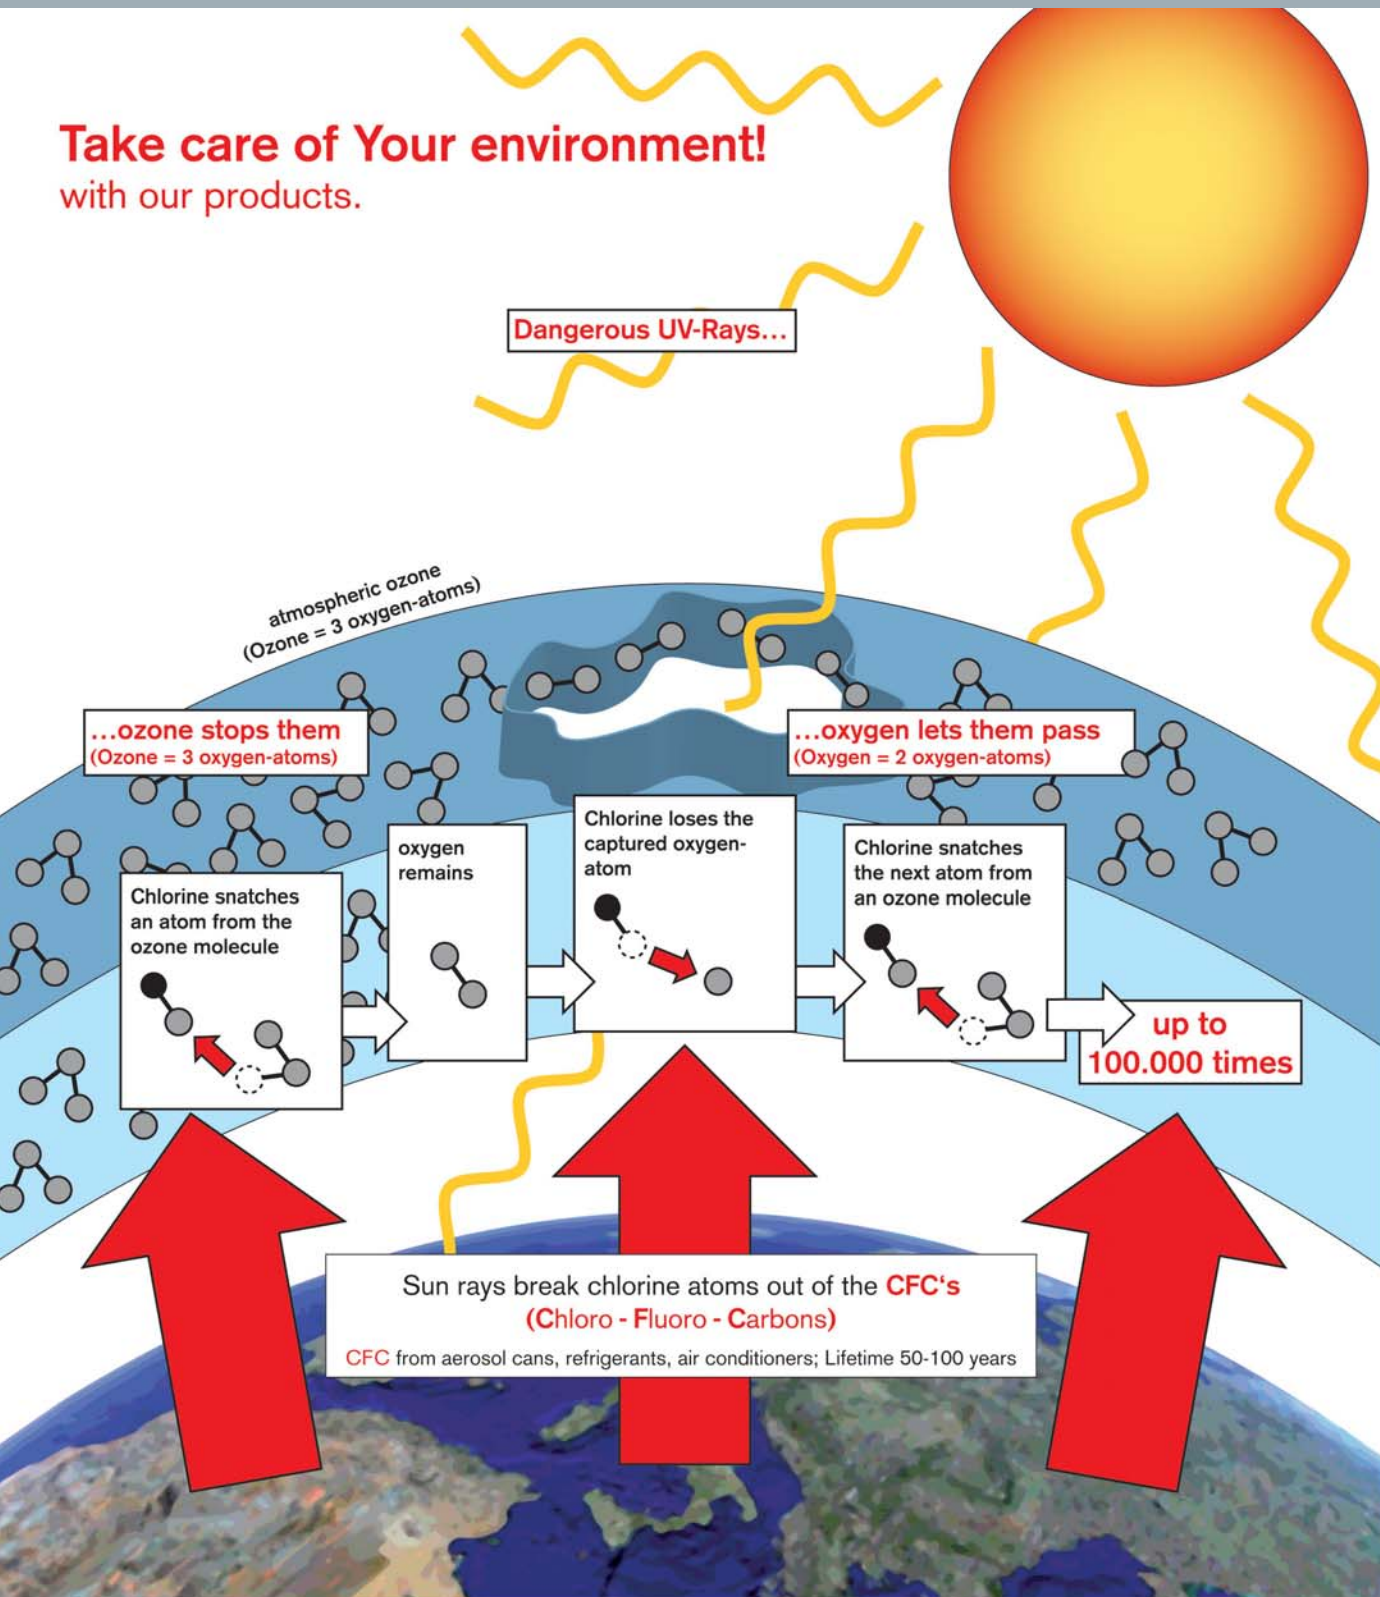 Take care of Your environment!
with our products.
Dangerous UV-Rays…
atmospheric ozone
(Ozone = 3 oxygen-atoms)
…ozone stops them
(Ozone = 3 oxygen-atoms)
…oxygen lets them pass
(Oxygen = 2 oxygen-atoms)
Chlorine snatches
an atom from the
ozone molecule
oxygen
remains
Chlorine loses the
captured oxygen-
atom
Chlorine snatches
the next atom from
an ozone molecule
up to
100.000 times
Sun rays break chlorine atoms out of the CFC‘s
(Chloro - Fluoro - Carbons)
CFC from aerosol cans, refrigerants, air conditioners; Lifetime 50-100 years